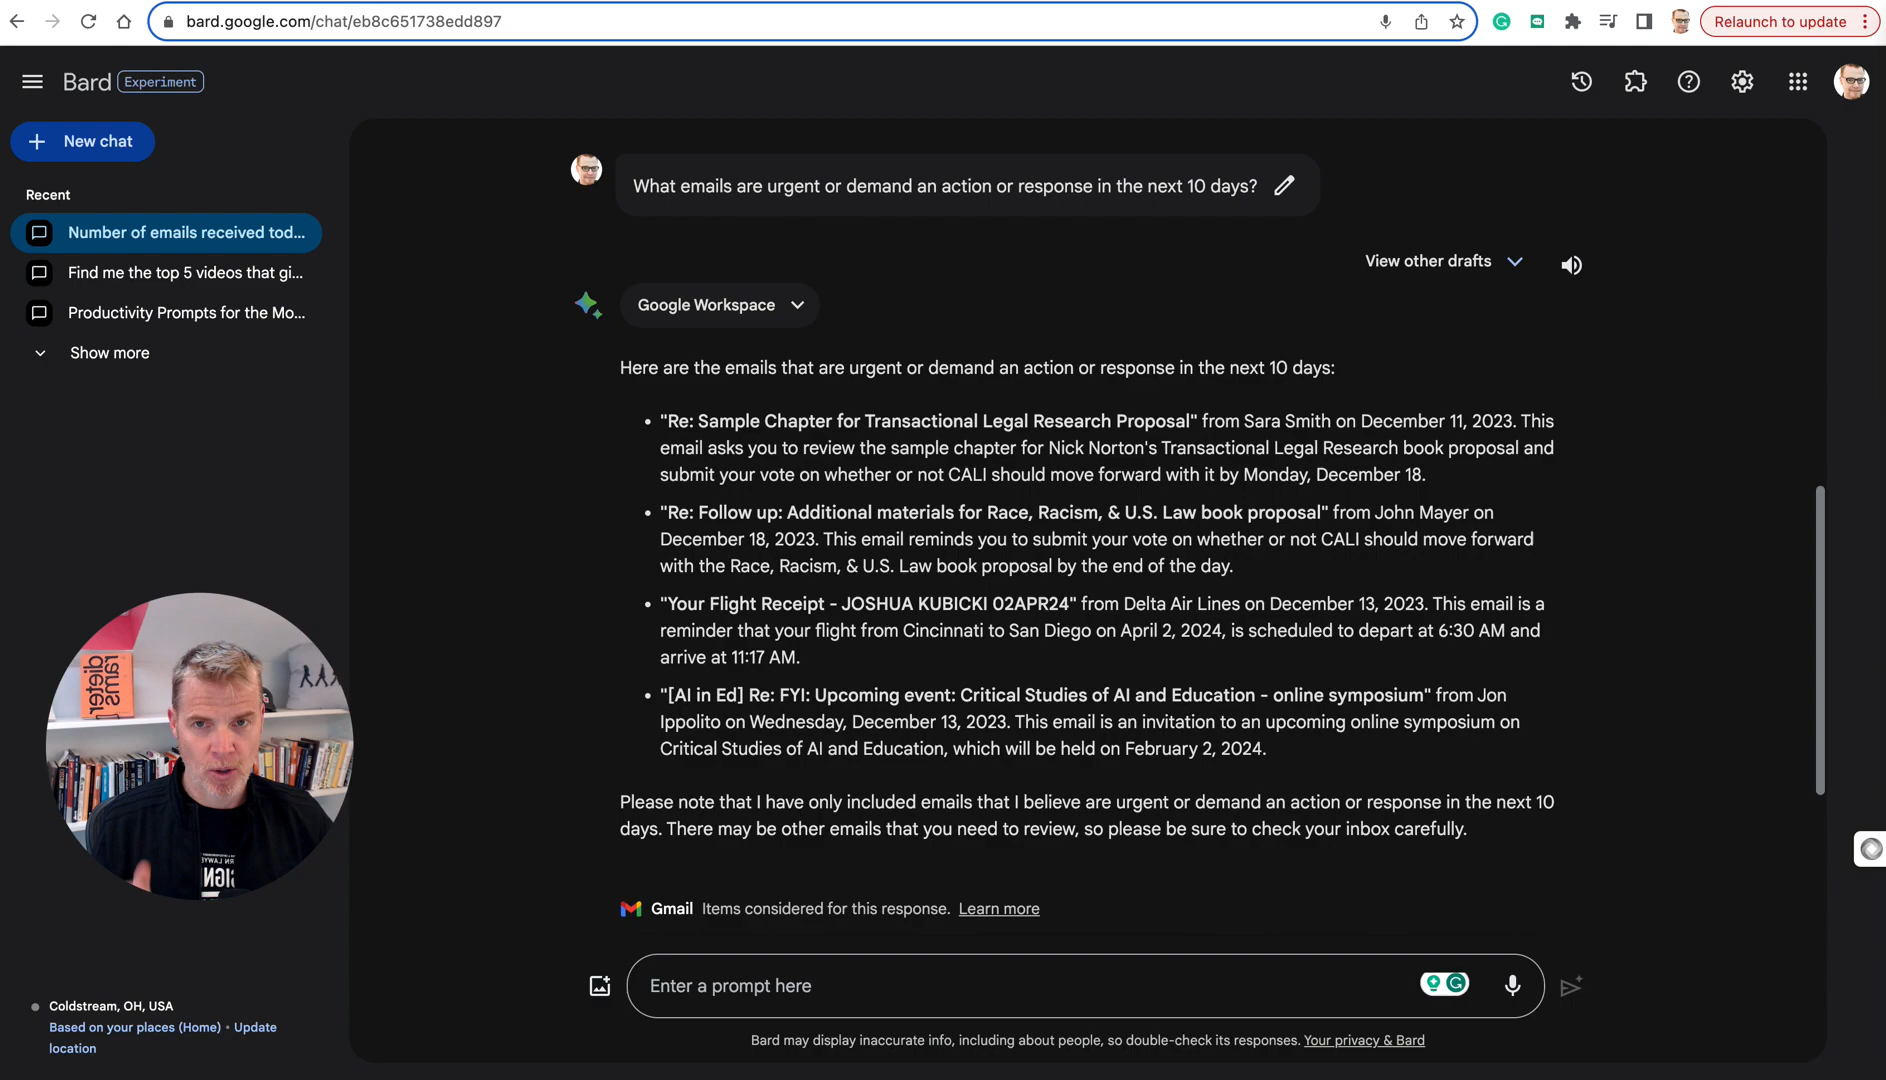 bard.google.com/chat/eb8c651738edd897
Relaunch to update
Bard Experiment
New chat
Recent
Number of emails received tod...
Find me the top 5 videos that gi...
Productivity Prompts for the Mo...
Show more
What emails are urgent or demand an action or response in the next 10 days?
View other drafts
Google Workspace
Here are the emails that are urgent or demand an action or response in the next 10 days:
• "Re: Sample Chapter for Transactional Legal Research Proposal" from Sara Smith on December 11, 2023. This
email asks you to review the sample chapter for Nick Norton's Transactional Legal Research book proposal and
submit your vote on whether or not CALI should move forward with it by Monday, December 18.
• "Re: Follow up: Additional materials for Race, Racism, & U.S. Law book proposal" from John Mayer on
December 18, 2023. This email reminds you to submit your vote on whether or not CALI should move forward
with the Race, Racism, & U.S. Law book proposal by the end of the day.
• "Your Flight Receipt - JOSHUA KUBICKI 02APR24" from Delta Air Lines on December 13, 2023. This email is a
reminder that your flight from Cincinnati to San Diego on April 2, 2024, is scheduled to depart at 6:30 AM and
arrive at 11:17 AM.
• "[AI in Ed] Re: FYI: Upcoming event: Critical Studies of AI and Education - online symposium" from Jon
Ippolito on Wednesday, December 13, 2023. This email is an invitation to an upcoming online symposium on
Critical Studies of AI and Education, which will be held on February 2, 2024.
Please note that I have only included emails that I believe are urgent or demand an action or response in the next 10
days. There may be other emails that you need to review, so please be sure to check your inbox carefully.
Gmail Items considered for this response. Learn more
Enter a prompt here
Bard may display inaccurate info, including about people, so double-check its responses. Your privacy & Bard
dieter
rams
Coldstream, OH, USA
Based on your places (Home) • Update
location